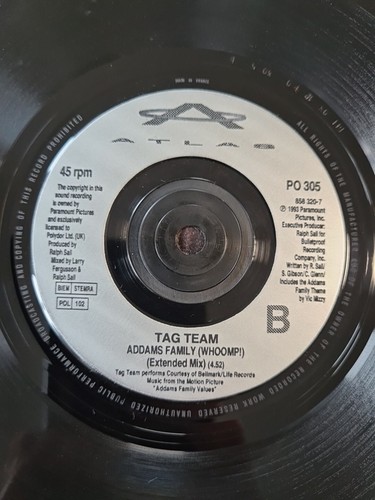 MADE IN FRANCE
ATLAS
45 rpm
PO 305
The copyright in this
sound recording
is owned by
Paramount Pictures
and exclusively
licensed to
Polydor Ltd. (UK)
Produced by
Ralph Sall
Mixed by Larry
Fergusson & Ralph Sall
BIEM STEMRA
POL 102
858 320-7
℗ 1993 Paramount
Pictures, Inc.
Executive Producer:
Ralph Sall for
Bulletproof
Recording
Company, Inc.
Written by R. Sall/
S. Gibson/C. Glenn/
Includes the Addams
Family Theme
by Vic Mizzy
B
TAG TEAM
ADDAMS FAMILY (WHOOMP!)
(Extended Mix) (4.52)
Tag Team performs Courtesy of Bellmark/Life Records
Music from the Motion Picture
"Addams Family Values"
ALL RIGHTS OF THE MANUFACTURER AND OF THE OWNER OF THE RECORDED WORK RESERVED UNAUTHORIZED PUBLIC PERFORMANCE BROADCASTING AND COPYING OF THIS RECORD PROHIBITED